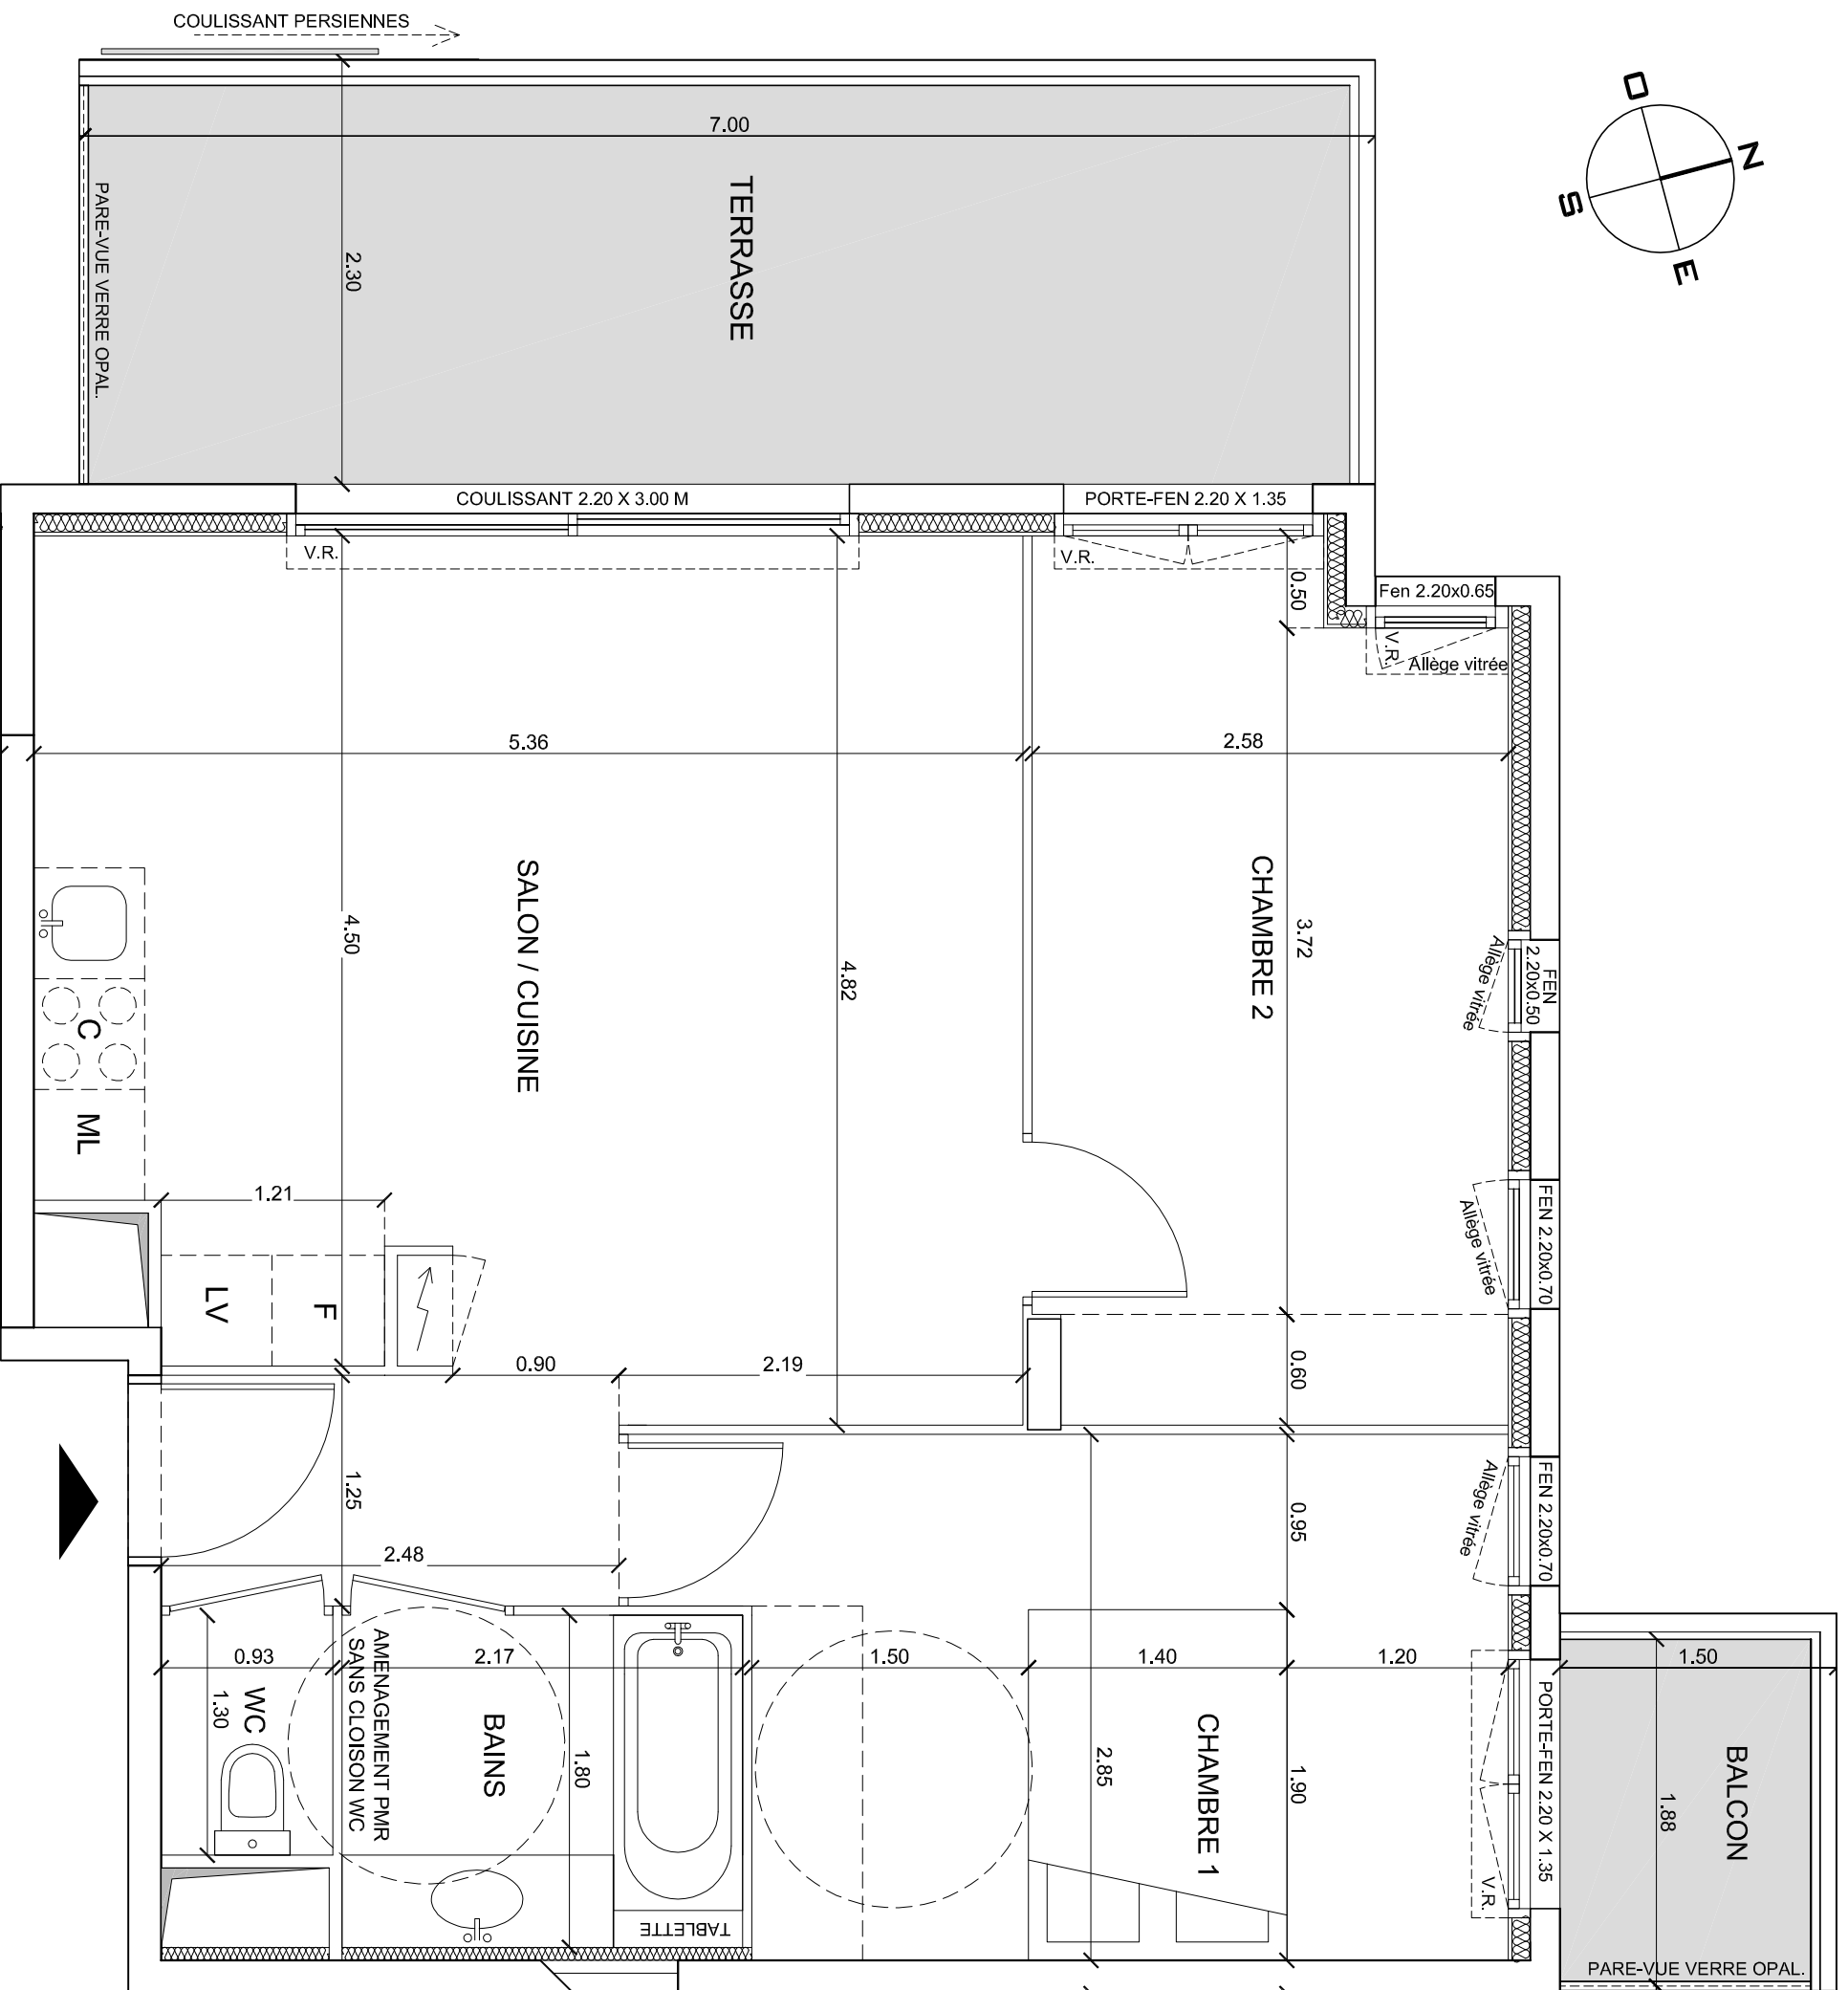 COULISSANT PERSIENNES
O
N
S
E
7.00
TERRASSE
2.30
PARE-VUE VERRE OPAL.
COULISSANT 2.20 X 3.00 M
PORTE-FEN 2.20 X 1.35
V.R.
V.R.
0.50
Fen 2.20x0.65
V.R.
Allège vitrée
5.36
2.58
SALON / CUISINE
CHAMBRE 2
4.50
4.82
3.72
Allège vitrée
FEN
2.20x0.50
C
ML
1.21
LV
F
Allège vitrée
FEN 2.20x0.70
0.90
2.19
0.60
1.25
2.48
0.95
Allège vitrée
FEN 2.20x0.70
0.93
2.17
1.50
1.40
1.20
1.50
WC
1.30
AMENAGEMENT PMR
SANS CLOISON WC
BAINS
1.80
TABLETTE
2.85
CHAMBRE 1
1.90
PORTE-FEN 2.20 X 1.35
V.R.
1.88
BALCON
PARE-VUE VERRE OPAL.